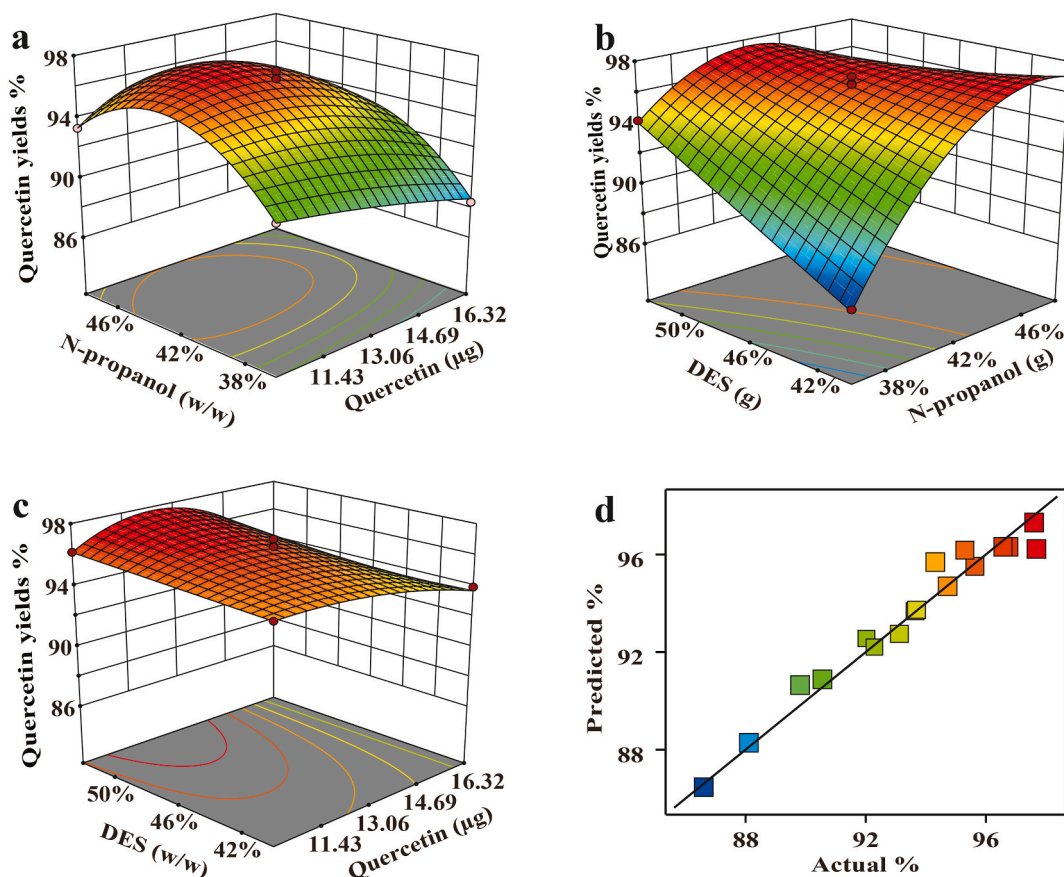 a
Quercetin yields %
98
94
90
86
46%
42%
38%
N-propanol (w/w)
11.43
13.06
14.69
16.32
Quercetin (µg)
b
Quercetin yields %
98
94
90
86
50%
46%
42%
DES (g)
38%
42%
46%
N-propanol (g)
c
Quercetin yields %
98
94
90
86
50%
46%
42%
DES (w/w)
11.43
13.06
14.69
16.32
Quercetin (µg)
d
Predicted %
96
92
88
88
92
96
Actual %